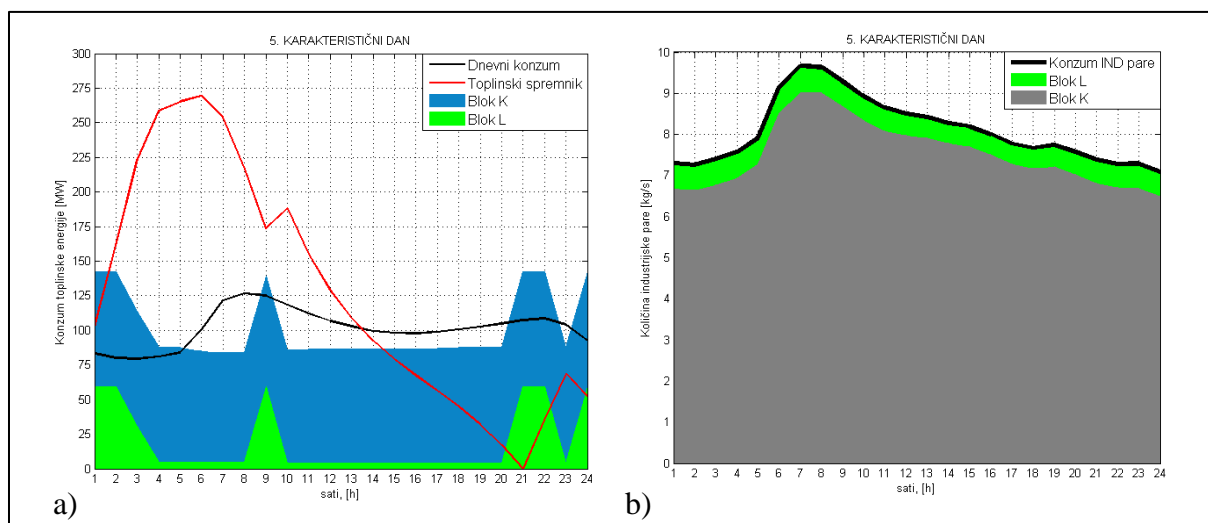 5. KARAKTERISTIČNI DAN
Konzum toplinske energije [MW]
300
275
250
225
200
175
150
125
100
75
50
25
0
Dnevni konzum
Toplinski spremnik
Blok K
Blok L
1 2 3 4 5 6 7 8 9 10 11 12 13 14 15 16 17 18 19 20 21 22 23 24
sati, [h]
a)
5. KARAKTERISTIČNI DAN
Količina industrijske pare [kg/s]
10
9
8
7
6
5
4
3
2
1
0
Konzum IND pare
Blok L
Blok K
1 2 3 4 5 6 7 8 9 10 11 12 13 14 15 16 17 18 19 20 21 22 23 24
sati, [h]
b)